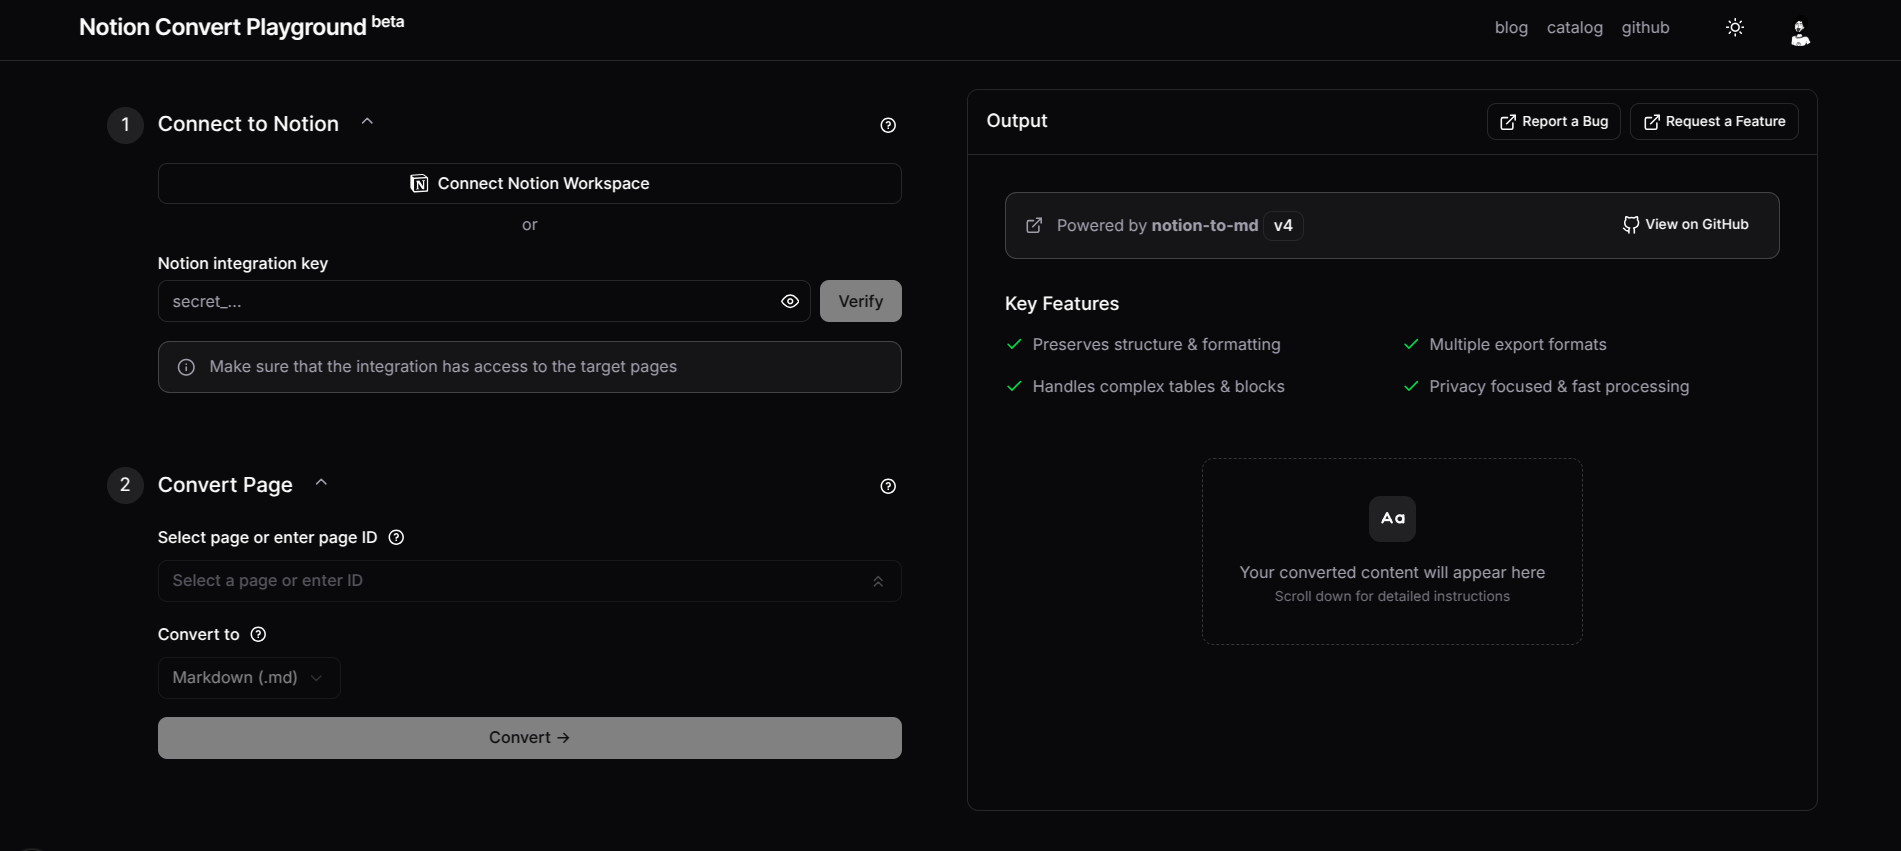 Notion Convert Playground beta
blog catalog github
1 Connect to Notion
Connect Notion Workspace
or
Notion integration key
secret_...
Verify
Make sure that the integration has access to the target pages
2 Convert Page
Select page or enter page ID
Select a page or enter ID
Convert to
Markdown (.md)
Convert →
Output
Report a Bug
Request a Feature
Powered by notion-to-md v4
View on GitHub
Key Features
Preserves structure & formatting
Multiple export formats
Handles complex tables & blocks
Privacy focused & fast processing
Aa
Your converted content will appear here
Scroll down for detailed instructions